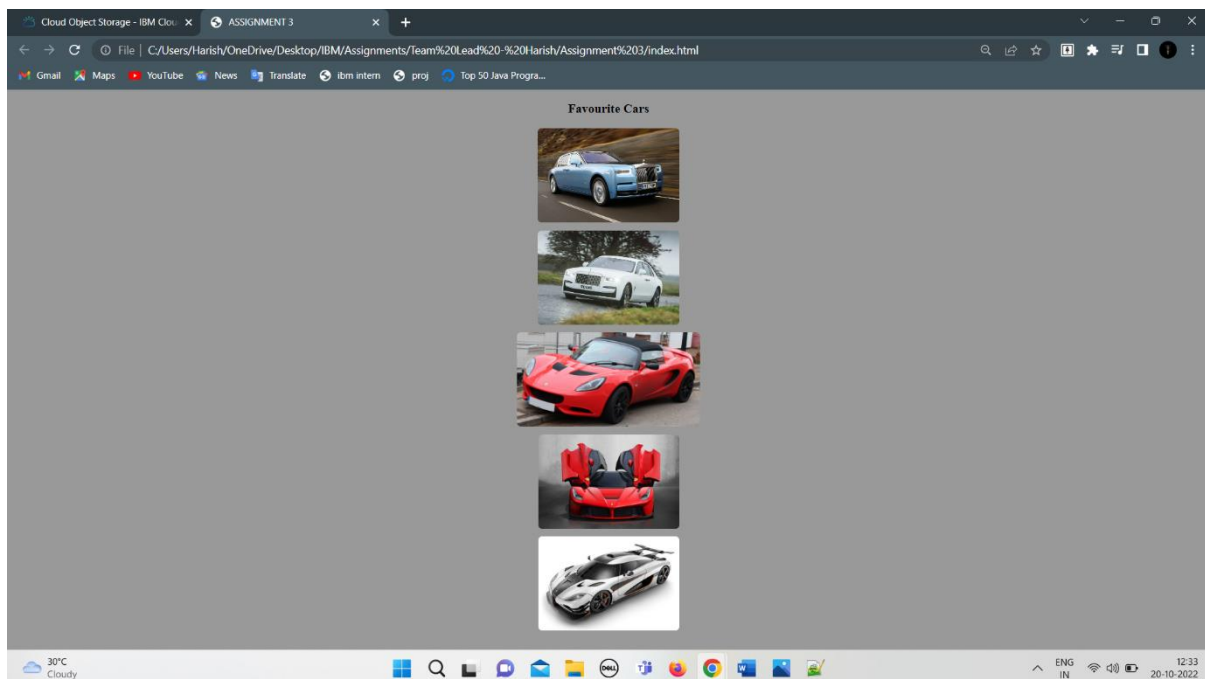 Cloud Object Storage - IBM Clou
ASSIGNMENT 3
File | C:/Users/Harish/OneDrive/Desktop/IBM/Assignments/Team%20Lead%20-%20Harish/Assignment%203/index.html
Gmail Maps YouTube News Translate ibm intern proj Top 50 Java Progra...
Favourite Cars
30°C
Cloudy
DELL
ENG
IN
12:33
20-10-2022